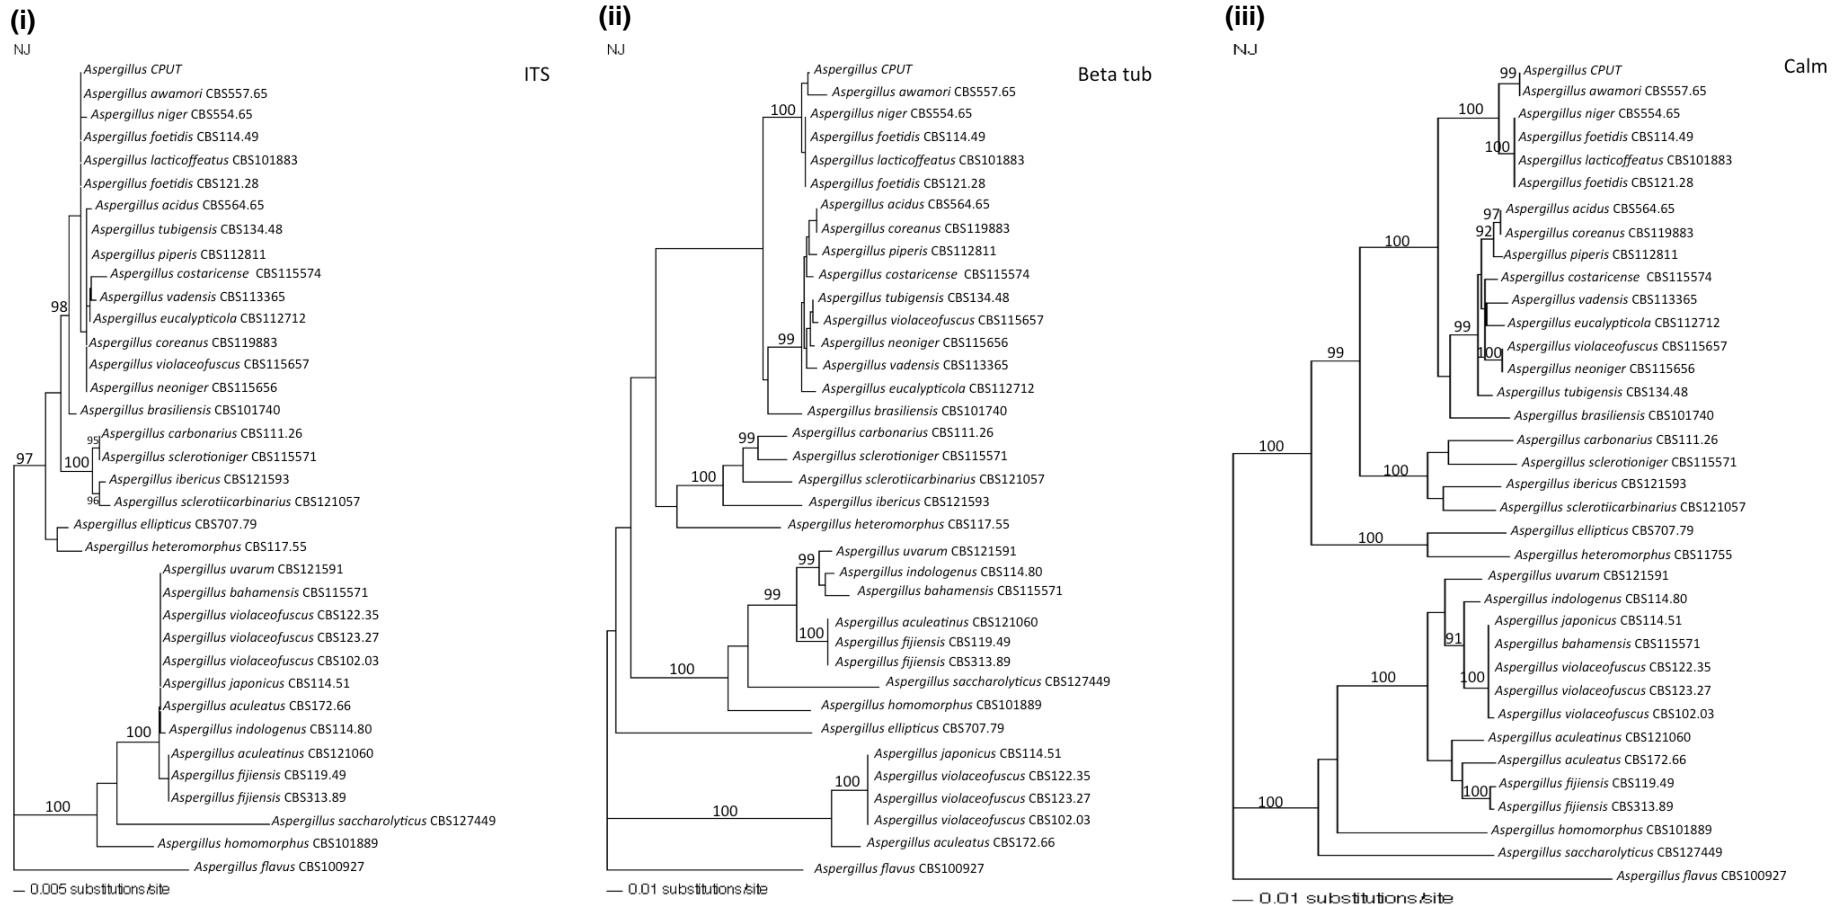 (i)
NJ
ITS
Aspergillus CPUT
Aspergillus awamori CBS557.65
Aspergillus niger CBS554.65
Aspergillus foetidis CBS114.49
Aspergillus lacticoffeatus CBS101883
Aspergillus foetidis CBS121.28
Aspergillus acidus CBS564.65
Aspergillus tubigensis CBS134.48
Aspergillus piperis CBS112811
Aspergillus costaricense CBS115574
Aspergillus vadensis CBS113365
98
Aspergillus eucalypticola CBS112712
Aspergillus coreanus CBS119883
Aspergillus violaceofuscus CBS115657
Aspergillus neoniger CBS115656
Aspergillus brasiliensis CBS101740
Aspergillus carbonarius CBS111.26
95
Aspergillus sclerotioniger CBS115571
97
100
Aspergillus ibericus CBS121593
96
Aspergillus sclerotiicarbinarius CBS121057
Aspergillus ellipticus CBS707.79
Aspergillus heteromorphus CBS117.55
Aspergillus uvarum CBS121591
Aspergillus bahamensis CBS115571
Aspergillus violaceofuscus CBS122.35
Aspergillus violaceofuscus CBS123.27
Aspergillus violaceofuscus CBS102.03
Aspergillus japonicus CBS114.51
Aspergillus aculeatus CBS172.66
Aspergillus indologenus CBS114.80
100
Aspergillus aculeatinus CBS121060
Aspergillus fijiensis CBS119.49
Aspergillus fijiensis CBS313.89
100
Aspergillus saccharolyticus CBS127449
Aspergillus homomorphus CBS101889
Aspergillus flavus CBS100927
0.005 substitutions/site
(ii)
NJ
Beta tub
Aspergillus CPUT
Aspergillus awamori CBS557.65
100
Aspergillus niger CBS554.65
Aspergillus foetidis CBS114.49
Aspergillus lacticoffeatus CBS101883
Aspergillus foetidis CBS121.28
Aspergillus acidus CBS564.65
Aspergillus coreanus CBS119883
Aspergillus piperis CBS112811
Aspergillus costaricense CBS115574
Aspergillus tubigensis CBS134.48
Aspergillus violaceofuscus CBS115657
99
Aspergillus neoniger CBS115656
Aspergillus vadensis CBS113365
Aspergillus eucalypticola CBS112712
Aspergillus brasiliensis CBS101740
Aspergillus carbonarius CBS111.26
99
Aspergillus sclerotioniger CBS115571
100
Aspergillus sclerotiicarbinarius CBS121057
Aspergillus ibericus CBS121593
Aspergillus heteromorphus CBS117.55
Aspergillus uvarum CBS121591
99
Aspergillus indologenus CBS114.80
Aspergillus bahamensis CBS115571
99
Aspergillus aculeatinus CBS121060
100
Aspergillus fijiensis CBS119.49
Aspergillus fijiensis CBS313.89
100
Aspergillus saccharolyticus CBS127449
Aspergillus homomorphus CBS101889
Aspergillus ellipticus CBS707.79
Aspergillus japonicus CBS114.51
Aspergillus violaceofuscus CBS122.35
100
Aspergillus violaceofuscus CBS123.27
100
Aspergillus violaceofuscus CBS102.03
Aspergillus aculeatus CBS172.66
Aspergillus flavus CBS100927
0.01 substitutions/site
(iii)
NJ
Calm
99
Aspergillus CPUT
Aspergillus awamori CBS557.65
100
Aspergillus niger CBS554.65
Aspergillus foetidis CBS114.49
100
Aspergillus lacticoffeatus CBS101883
Aspergillus foetidis CBS121.28
Aspergillus acidus CBS564.65
97
92
Aspergillus coreanus CBS119883
100
Aspergillus piperis CBS112811
Aspergillus costaricense CBS115574
Aspergillus vadensis CBS113365
Aspergillus eucalypticola CBS112712
99
Aspergillus violaceofuscus CBS115657
99
100
Aspergillus neoniger CBS115656
Aspergillus tubigensis CBS134.48
Aspergillus brasiliensis CBS101740
Aspergillus carbonarius CBS111.26
100
Aspergillus sclerotioniger CBS115571
100
Aspergillus ibericus CBS121593
Aspergillus sclerotiicarbinarius CBS121057
Aspergillus ellipticus CBS707.79
100
Aspergillus heteromorphus CBS11755
Aspergillus uvarum CBS121591
Aspergillus indologenus CBS114.80
Aspergillus japonicus CBS114.51
91
Aspergillus bahamensis CBS115571
Aspergillus violaceofuscus CBS122.35
100
100
Aspergillus violaceofuscus CBS123.27
Aspergillus violaceofuscus CBS102.03
Aspergillus aculeatinus CBS121060
Aspergillus aculeatus CBS172.66
Aspergillus fijiensis CBS119.49
100
Aspergillus fijiensis CBS313.89
100
Aspergillus homomorphus CBS101889
Aspergillus saccharolyticus CBS127449
Aspergillus flavus CBS100927
0.01 substitutions/site